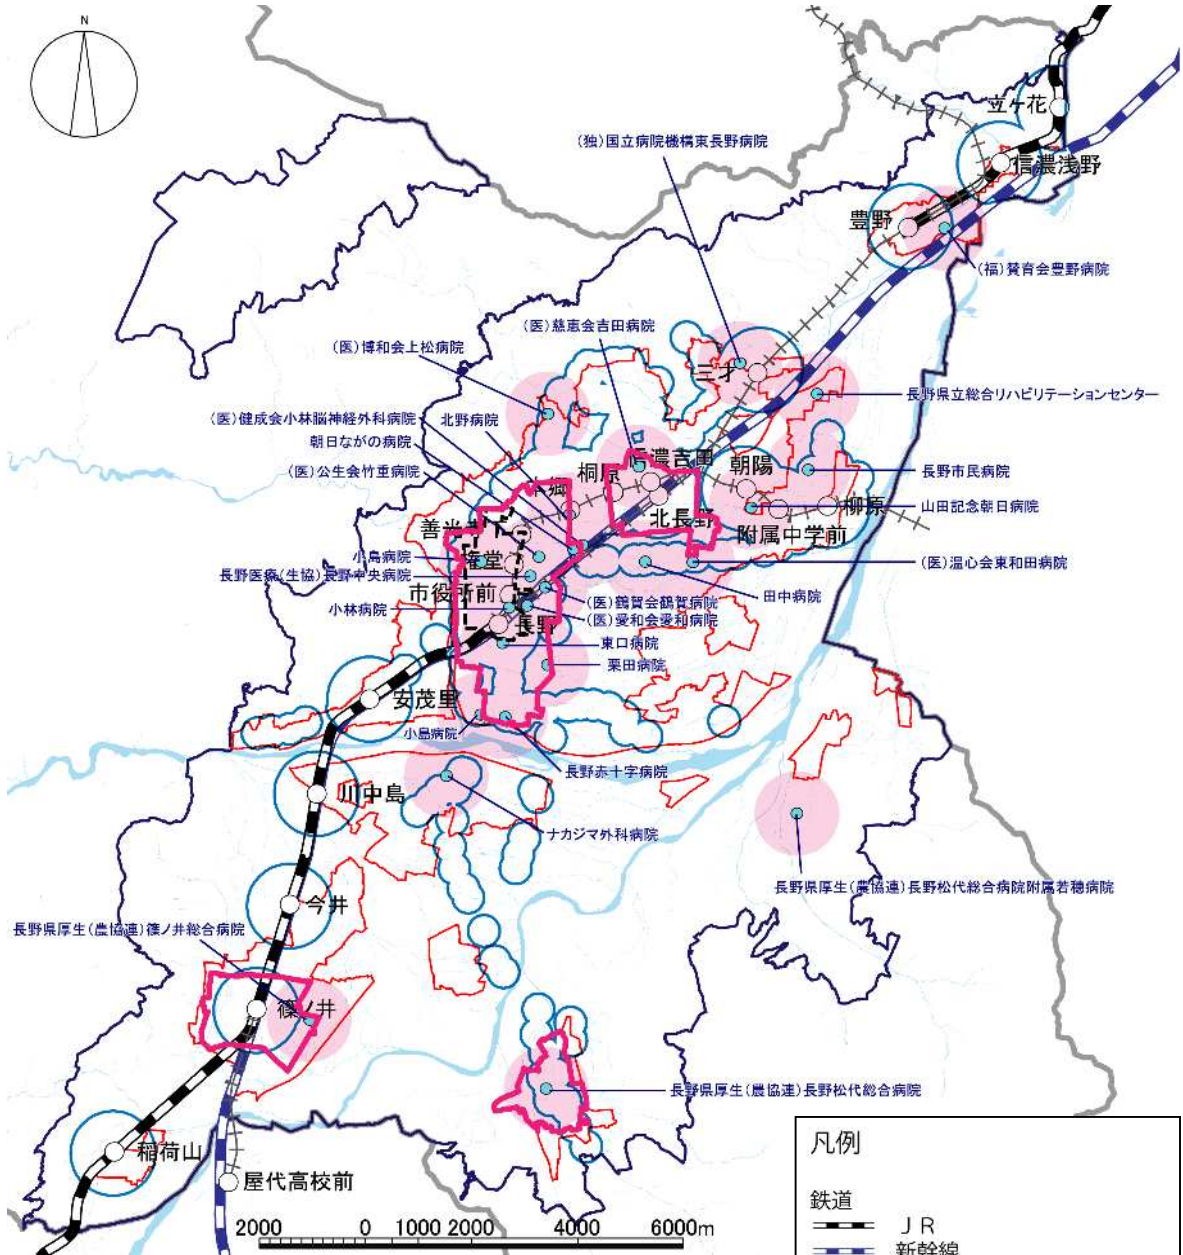 N
立ケ花
(独)国立病院機構東長野病院
信濃浅野
豊野
(福)賛育会豊野病院
(医)慈恵会吉田病院
(医)博和会上松病院
三才
長野県立総合リハビリテーションセンター
(医)健成会小林脳神経外科病院
北野病院
朝日ながの病院
信濃吉田
朝陽
長野市民病院
(医)公生会竹重病院
桐原
本郷
柳原
山田記念朝日病院
北長野
附属中学前
善光寺下
小島病院
権堂
(医)温心会東和田病院
長野医療(生協)長野中央病院
市役所前
田中病院
(医)鶴賀会鶴賀病院
小林病院
(医)愛和会愛和病院
長野
東口病院
栗田病院
安茂里
小島病院
長野赤十字病院
川中島
ナカジマ外科病院
長野県厚生(農協連)長野松代総合病院附属若穂病院
今井
長野県厚生(農協連)篠ノ井総合病院
篠ノ井
長野県厚生(農協連)長野松代総合病院
稲荷山
屋代高校前
2000 0 1000 2000 4000 6000m
凡例
鉄道
JR
新幹線